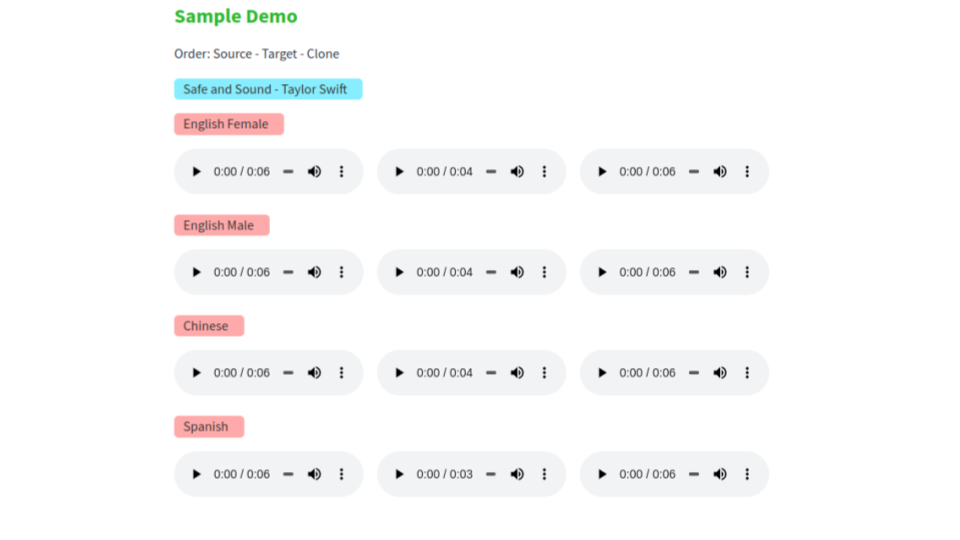 Sample Demo
Order: Source - Target - Clone
Safe and Sound - Taylor Swift
English Female
0:00 / 0:06 0:00 / 0:04 0:00 / 0:06
English Male
0:00 / 0:06 0:00 / 0:04 0:00 / 0:06
Chinese
0:00 / 0:06 0:00 / 0:04 0:00 / 0:06
Spanish
0:00 / 0:06 0:00 / 0:03 0:00 / 0:06